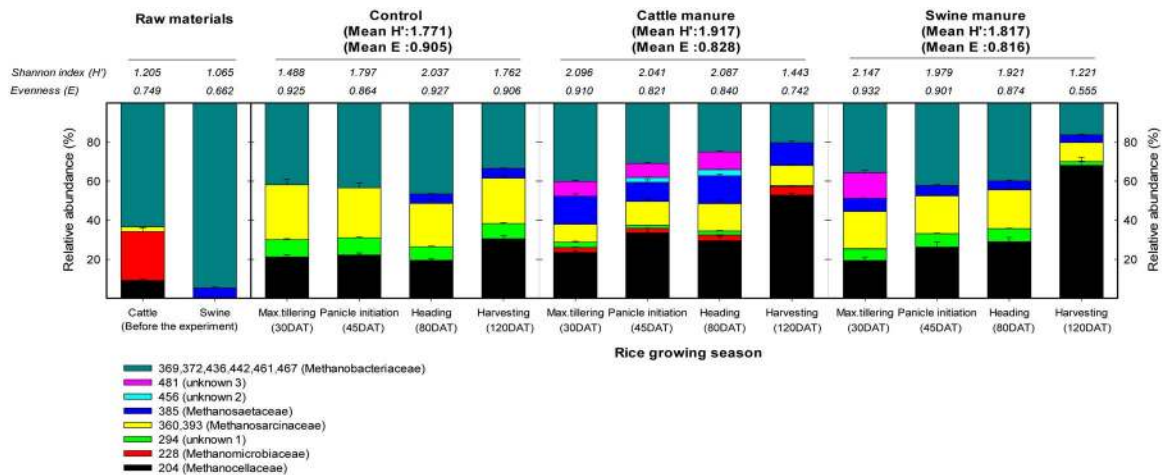 Raw materials
Control
(Mean H':1.771)
(Mean E :0.905)
Cattle manure
(Mean H':1.917)
(Mean E :0.828)
Swine manure
(Mean H':1.817)
(Mean E :0.816)
Shannon index (H') 1.205 1.065 1.488 1.797 2.037 1.762 2.096 2.041 2.087 1.443 2.147 1.979 1.921 1.221
Evenness (E) 0.749 0.662 0.925 0.864 0.927 0.906 0.910 0.821 0.840 0.742 0.932 0.901 0.874 0.555
Relative abundance (%)
80
60
40
20
80
60
40
20
Relative abundance (%)
Cattle Swine
(Before the experiment)
Max.tillering Panicle initiation Heading Harvesting
(30DAT) (45DAT) (80DAT) (120DAT)
Max.tillering Panicle initiation Heading Harvesting
(30DAT) (45DAT) (80DAT) (120DAT)
Max.tillering Panicle initiation Heading Harvesting
(30DAT) (45DAT) (80DAT) (120DAT)
Rice growing season
369,372,436,442,461,467 (Methanobacteriaceae)
481 (unknown 3)
456 (unknown 2)
385 (Methanosaetaceae)
360,393 (Methanosarcinaceae)
294 (unknown 1)
228 (Methanomicrobiaceae)
204 (Methanocellaceae)